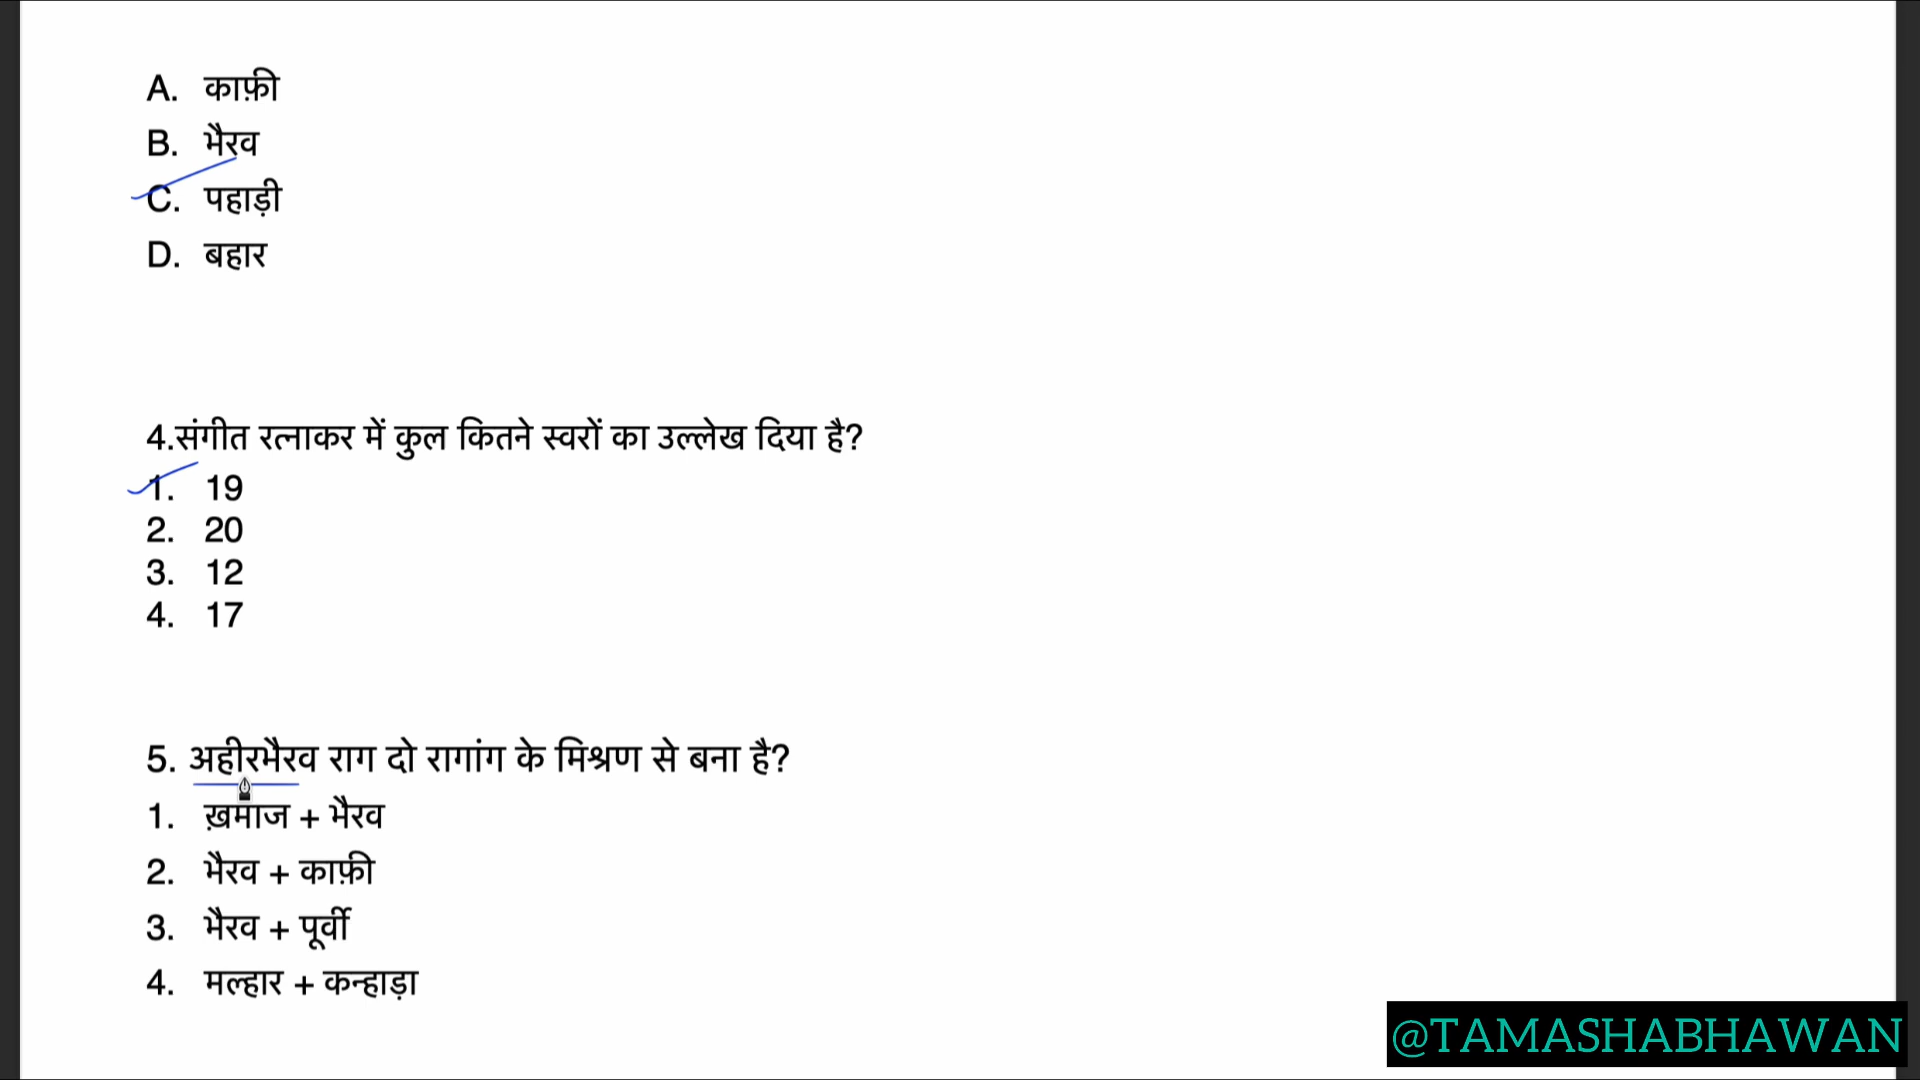 A. काफ़ी
B. भैरव
C. पहाड़ी
D. बहार
4.संगीत रत्नाकर में कुल कितने स्वरों का उल्लेख दिया है?
1. 19
2. 20
3. 12
4. 17
5. अहीरभैरव राग दो रागांग के मिश्रण से बना है?
1. ख़माज + भैरव
2. भैरव + काफ़ी
3. भैरव + पूर्वी
4. मल्हार + कन्हाड़ा
@TAMASHABHAWAN